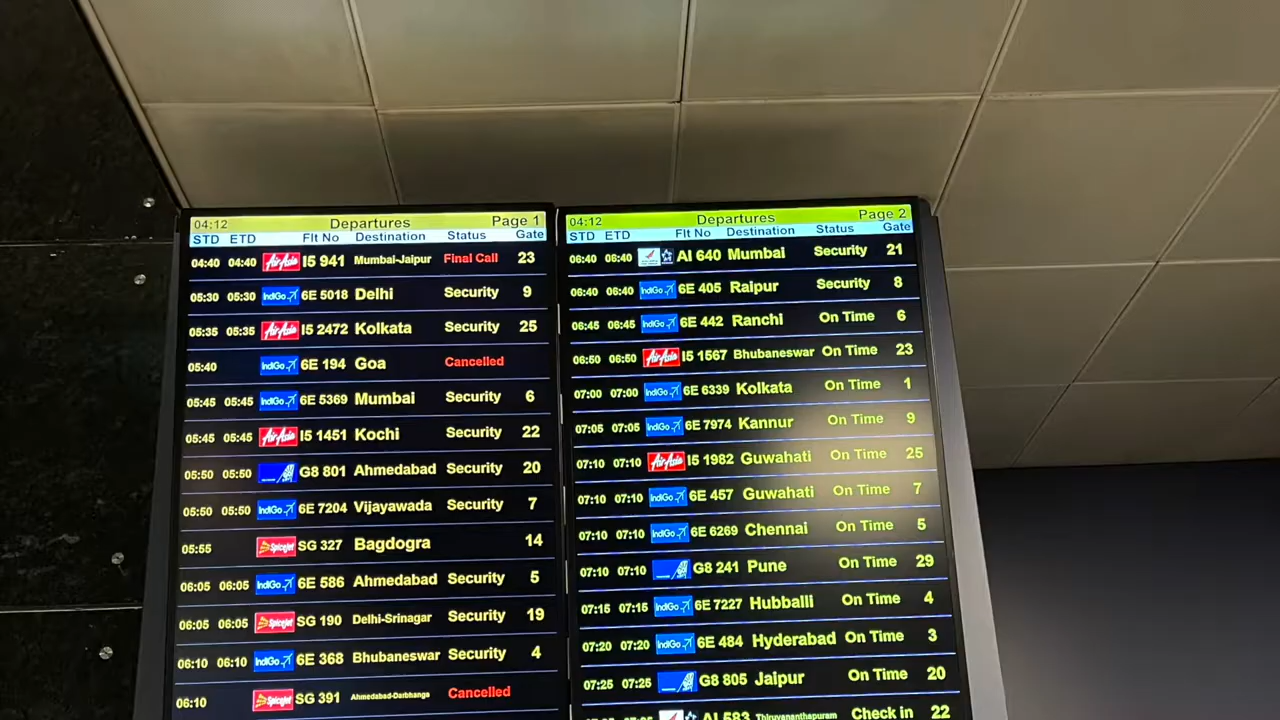 04:12 Departures Page 1
STD ETD Flt No Destination Status Gate
04:40 04:40 AirAsia I5 941 Mumbai-Jaipur Final Call 23
05:30 05:30 IndiGo 6E 5018 Delhi Security 9
05:35 05:35 AirAsia I5 2472 Kolkata Security 25
05:40 IndiGo 6E 194 Goa Cancelled
05:45 05:45 IndiGo 6E 5369 Mumbai Security 6
05:45 05:45 AirAsia I5 1451 Kochi Security 22
05:50 05:50 G8 801 Ahmedabad Security 20
05:50 05:50 IndiGo 6E 7204 Vijayawada Security 7
05:55 SpiceJet SG 327 Bagdogra 14
06:05 06:05 IndiGo 6E 586 Ahmedabad Security 5
06:05 06:05 SpiceJet SG 190 Delhi-Srinagar Security 19
06:10 06:10 IndiGo 6E 368 Bhubaneswar Security 4
06:10 SpiceJet SG 391 Ahmedabad-Darbhanga Cancelled
04:12 Departures Page 2
STD ETD Flt No Destination Status Gate
06:40 06:40 AI 640 Mumbai Security 21
06:40 06:40 IndiGo 6E 405 Raipur Security 8
06:45 06:45 IndiGo 6E 442 Ranchi On Time 6
06:50 06:50 AirAsia I5 1567 Bhubaneswar On Time 23
07:00 07:00 IndiGo 6E 6339 Kolkata On Time 1
07:05 07:05 IndiGo 6E 7974 Kannur On Time 9
07:10 07:10 AirAsia I5 1982 Guwahati On Time 25
07:10 07:10 IndiGo 6E 457 Guwahati On Time 7
07:10 07:10 IndiGo 6E 6269 Chennai On Time 5
07:10 07:10 G8 241 Pune On Time 29
07:15 07:15 IndiGo 6E 7227 Hubballi On Time 4
07:20 07:20 IndiGo 6E 484 Hyderabad On Time 3
07:25 07:25 G8 805 Jaipur On Time 20
AI 583 Thiruvananthapuram Check in 22